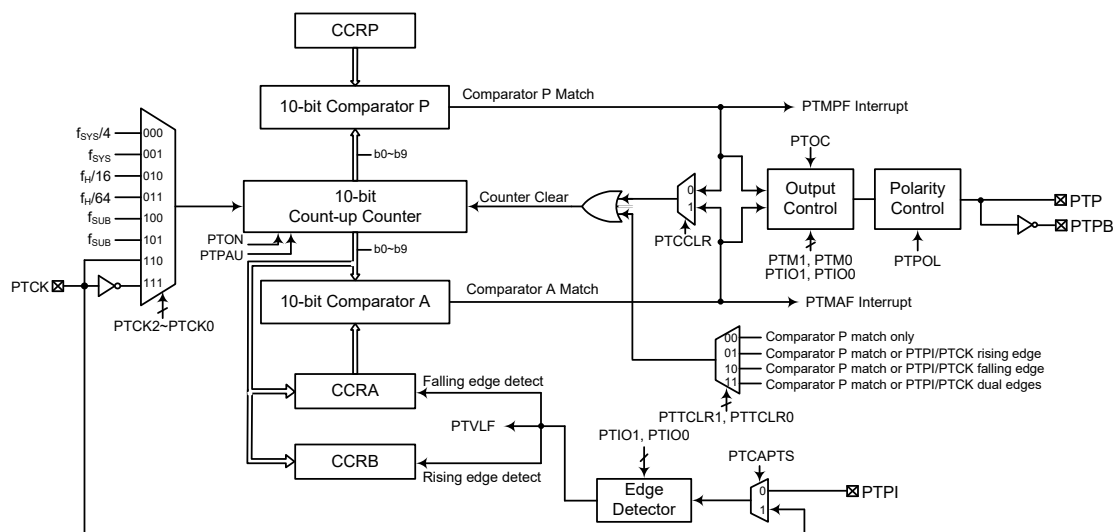 CCRP
10-bit Comparator P
Comparator P Match
PTMPF Interrupt
b0~b9
fSYS/4
000
fSYS
001
fH/16
010
fH/64
011
fSUB
100
fSUB
101
110
111
PTCK
PTCK2~PTCK0
10-bit
Count-up Counter
PTON
PTPAU
Counter Clear
0
1
PTCCLR
PTOC
Output
Control
PTM1, PTM0
PTIO1, PTIO0
Polarity
Control
PTPOL
PTP
PTPB
b0~b9
10-bit Comparator A
Comparator A Match
PTMAF Interrupt
00
Comparator P match only
01
Comparator P match or PTPI/PTCK rising edge
10
Comparator P match or PTPI/PTCK falling edge
11
Comparator P match or PTPI/PTCK dual edges
PTTCLR1, PTTCLR0
CCRA
Falling edge detect
PTVLF
CCRB
Rising edge detect
PTIO1, PTIO0
Edge
Detector
PTCAPTS
0
1
PTPI